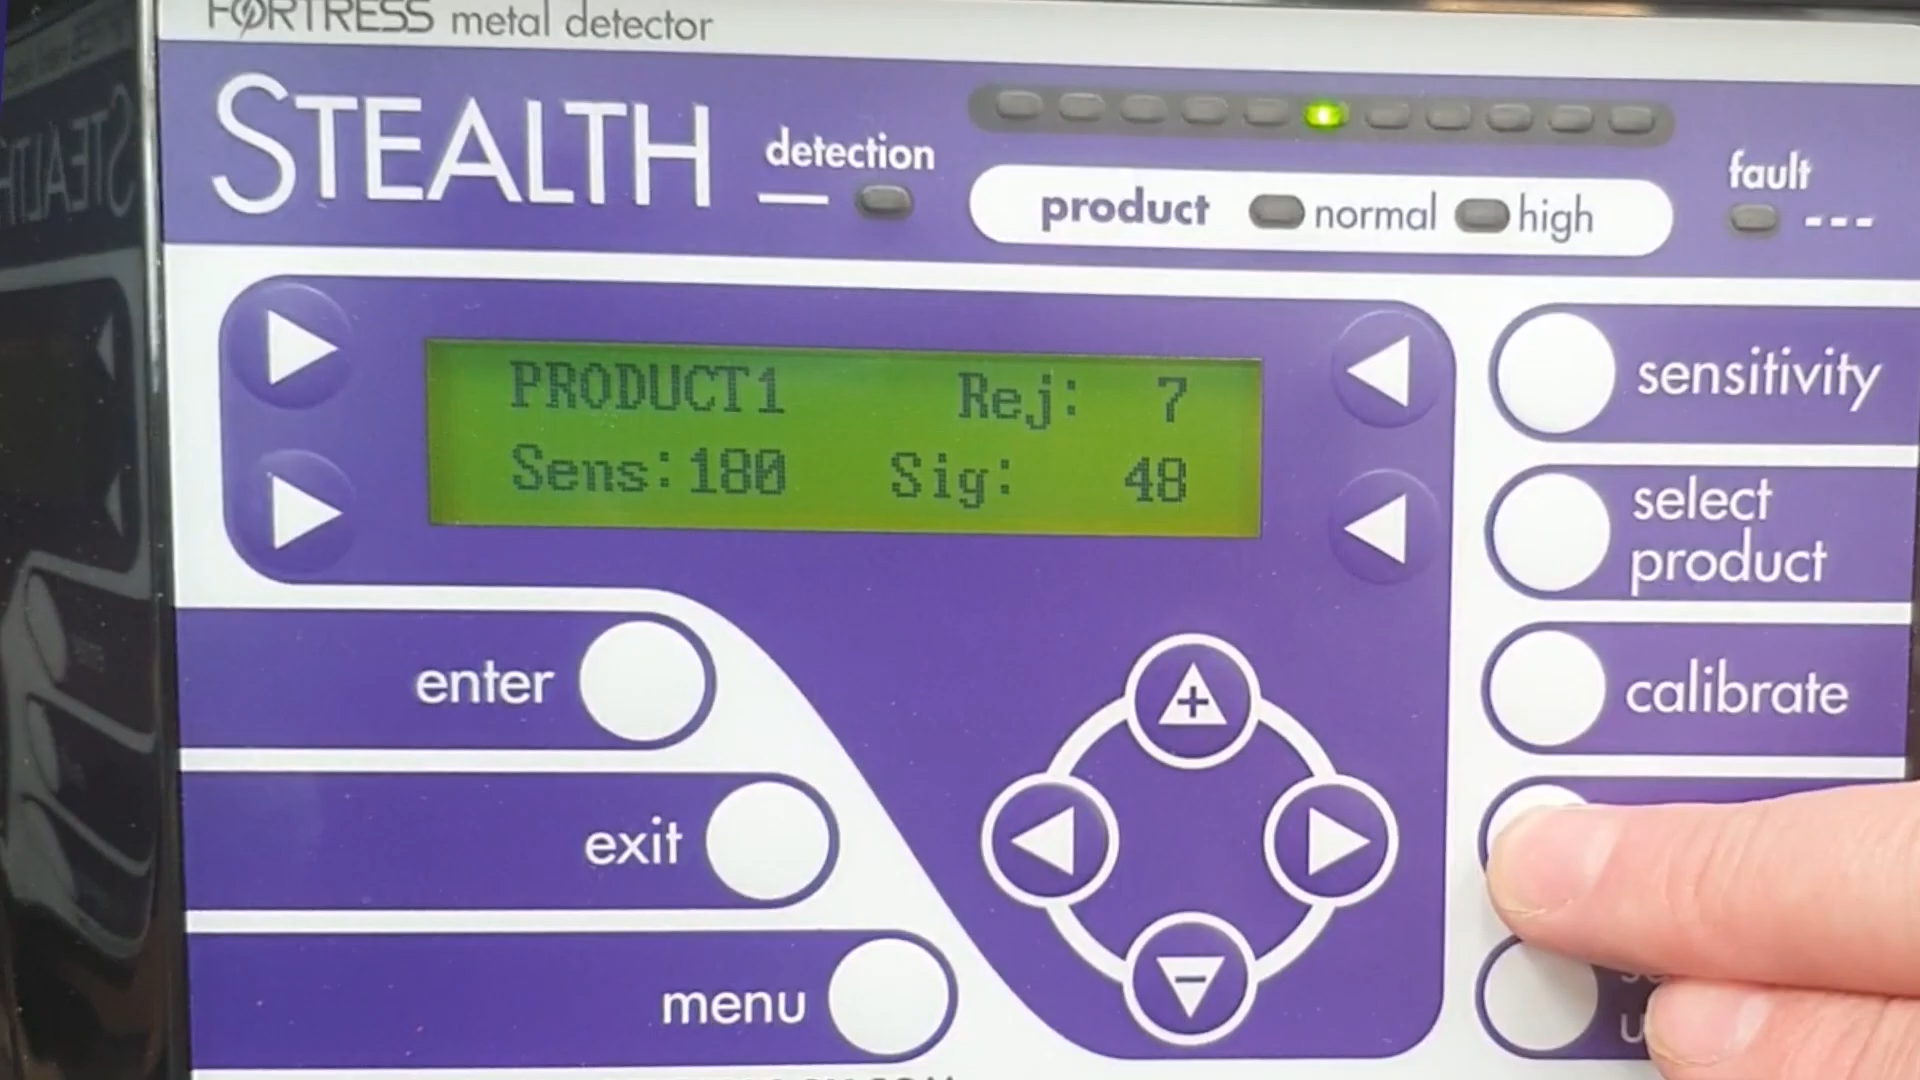 FORTRESS metal detector
STEALTH
detection
product normal high
fault
PRODUCT1 Rej: 7
Sens:180 Sig: 48
sensitivity
select
product
calibrate
enter
exit
menu
+
-